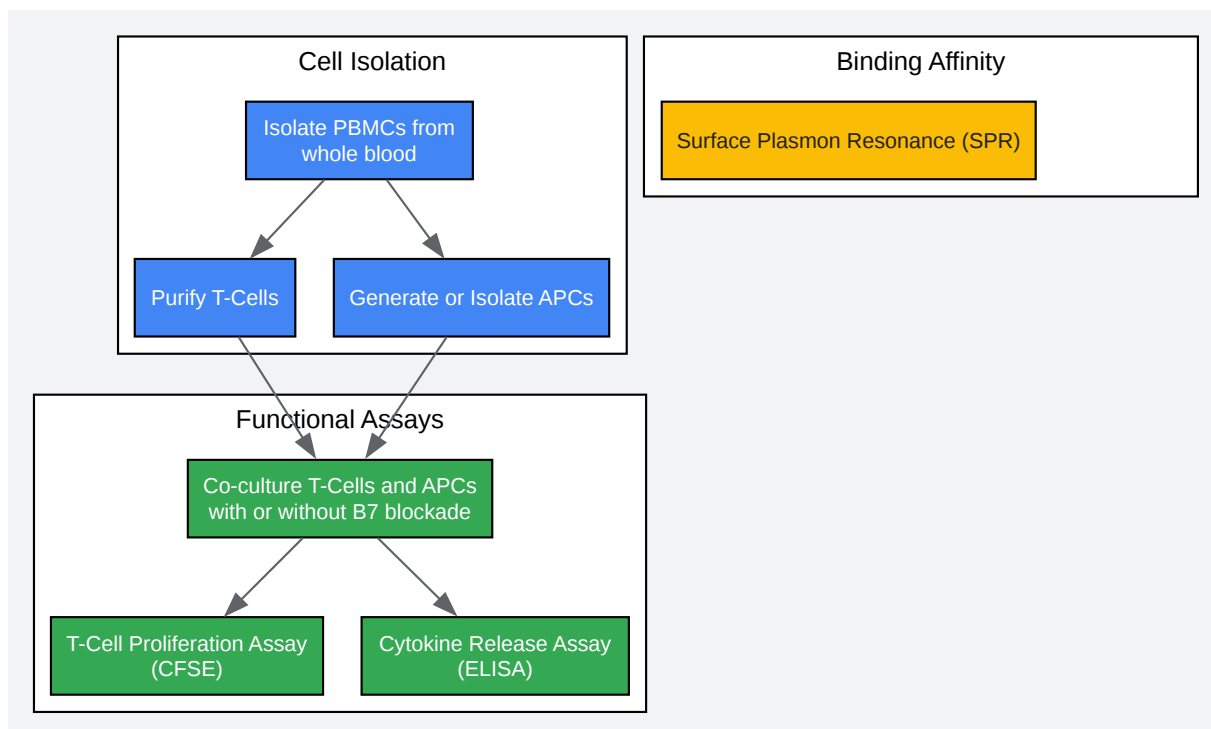 Cell Isolation
Isolate PBMCs from
whole blood
Purify T-Cells
Generate or Isolate APCs
Binding Affinity
Surface Plasmon Resonance (SPR)
Functional Assays
Co-culture T-Cells and APCs
with or without B7 blockade
T-Cell Proliferation Assay
(CFSE)
Cytokine Release Assay
(ELISA)